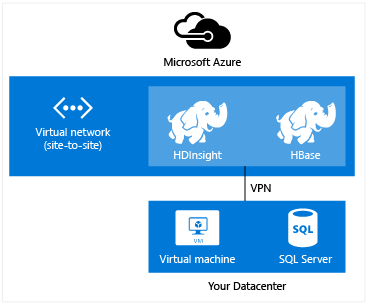 Microsoft Azure
Virtual network
(site-to-site)
HDInsight
HBase
VPN
VM
SQL
Virtual machine
SQL Server
Your Datacenter